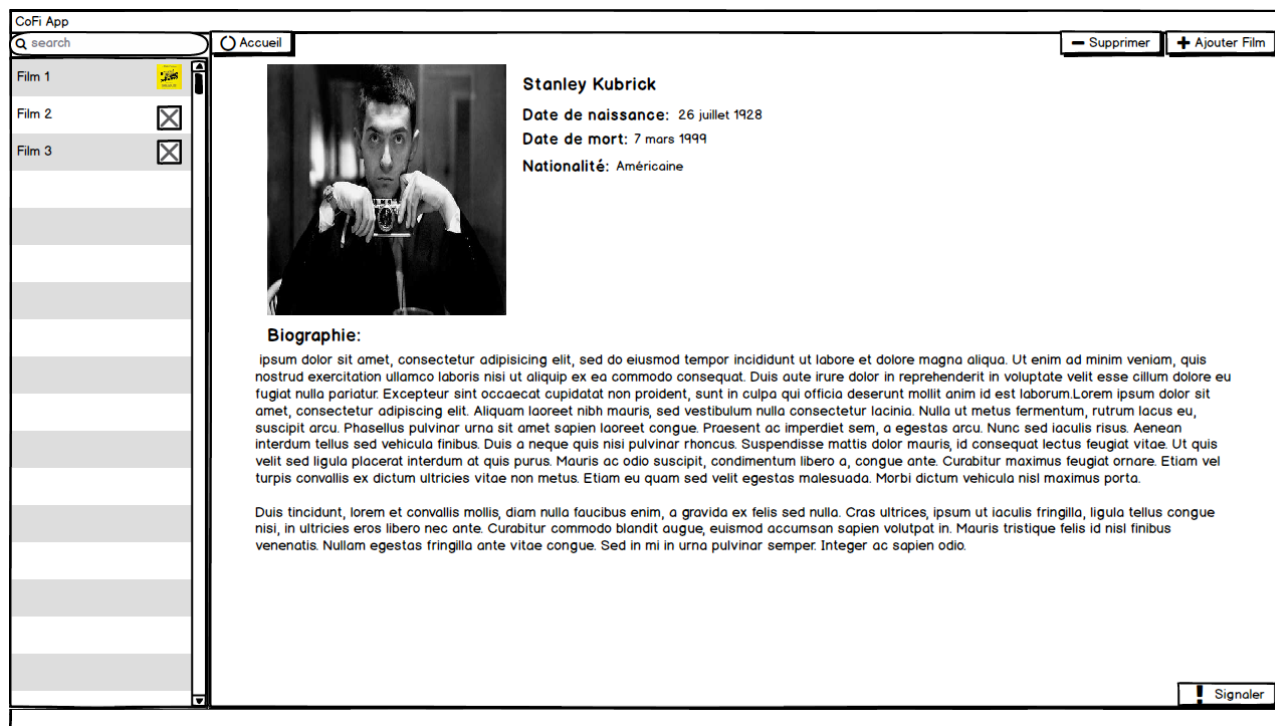 CoFi App
search
Accueil
Supprimer
Ajouter Film
Film 1
Film 2
Film 3
Stanley Kubrick
Date de naissance: 26 juillet 1928
Date de mort: 7 mars 1999
Nationalité: Américaine
Biographie:
ipsum dolor sit amet, consectetur adipisicing elit, sed do eiusmod tempor incididunt ut labore et dolore magna aliqua. Ut enim ad minim veniam, quis
nostrud exercitation ullamco laboris nisi ut aliquip ex ea commodo consequat. Duis aute irure dolor in reprehenderit in voluptate velit esse cillum dolore eu
fugiat nulla pariatur. Excepteur sint occaecat cupidatat non proident, sunt in culpa qui officia deserunt mollit anim id est laborum.Lorem ipsum dolor sit
amet, consectetur adipiscing elit. Aliquam laoreet nibh mauris, sed vestibulum nulla consectetur lacinia. Nulla ut metus fermentum, rutrum lacus eu,
suscipit arcu. Phasellus pulvinar urna sit amet sapien laoreet congue. Praesent ac imperdiet sem, a egestas arcu. Nunc sed iaculis risus. Aenean
interdum tellus sed vehicula finibus. Duis a neque quis nisi pulvinar rhoncus. Suspendisse mattis dolor mauris, id consequat lectus feugiat vitae. Ut quis
velit sed ligula placerat interdum at quis purus. Mauris ac odio suscipit, condimentum libero a, congue ante. Curabitur maximus feugiat ornare. Etiam vel
turpis convallis ex dictum ultricies vitae non metus. Etiam eu quam sed velit egestas malesuada. Morbi dictum vehicula nisl maximus porta.
Duis tincidunt, lorem et convallis mollis, diam nulla faucibus enim, a gravida ex felis sed nulla. Cras ultrices, ipsum ut iaculis fringilla, ligula tellus congue
nisi, in ultricies eros libero nec ante. Curabitur commodo blandit augue, euismod accumsan sapien volutpat in. Mauris tristique felis id nisl finibus
venenatis. Nullam egestas fringilla ante vitae congue. Sed in mi in urna pulvinar semper. Integer ac sapien odio.
Signaler